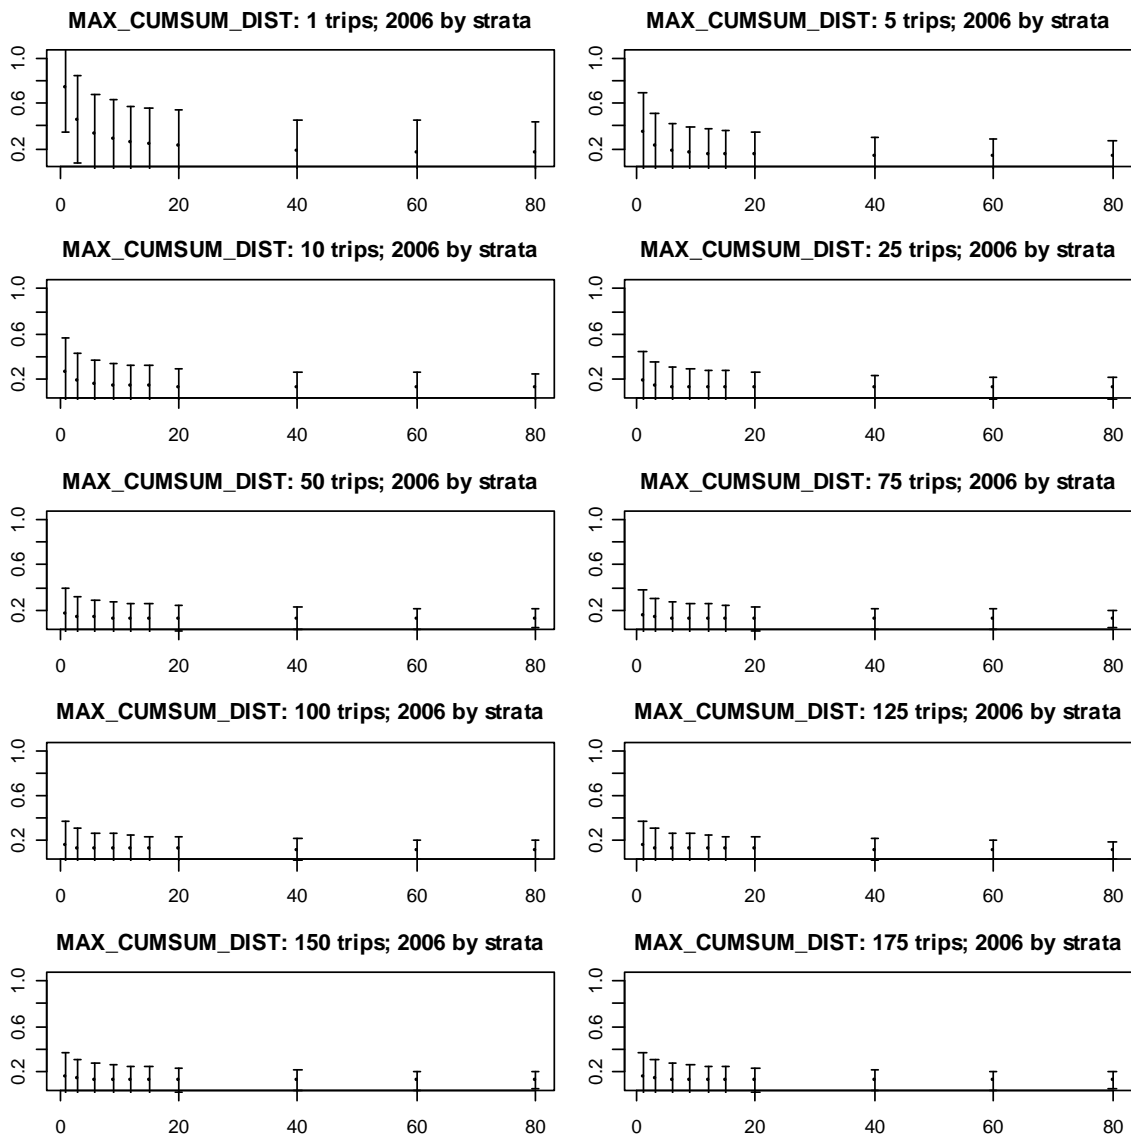 MAX_CUMSUM_DIST: 1 trips; 2006 by strata
1.0
0.6
0.2
0 20 40 60 80
MAX_CUMSUM_DIST: 5 trips; 2006 by strata
1.0
0.6
0.2
0 20 40 60 80
MAX_CUMSUM_DIST: 10 trips; 2006 by strata
1.0
0.6
0.2
0 20 40 60 80
MAX_CUMSUM_DIST: 25 trips; 2006 by strata
1.0
0.6
0.2
0 20 40 60 80
MAX_CUMSUM_DIST: 50 trips; 2006 by strata
1.0
0.6
0.2
0 20 40 60 80
MAX_CUMSUM_DIST: 75 trips; 2006 by strata
1.0
0.6
0.2
0 20 40 60 80
MAX_CUMSUM_DIST: 100 trips; 2006 by strata
1.0
0.6
0.2
0 20 40 60 80
MAX_CUMSUM_DIST: 125 trips; 2006 by strata
1.0
0.6
0.2
0 20 40 60 80
MAX_CUMSUM_DIST: 150 trips; 2006 by strata
1.0
0.6
0.2
0 20 40 60 80
MAX_CUMSUM_DIST: 175 trips; 2006 by strata
1.0
0.6
0.2
0 20 40 60 80